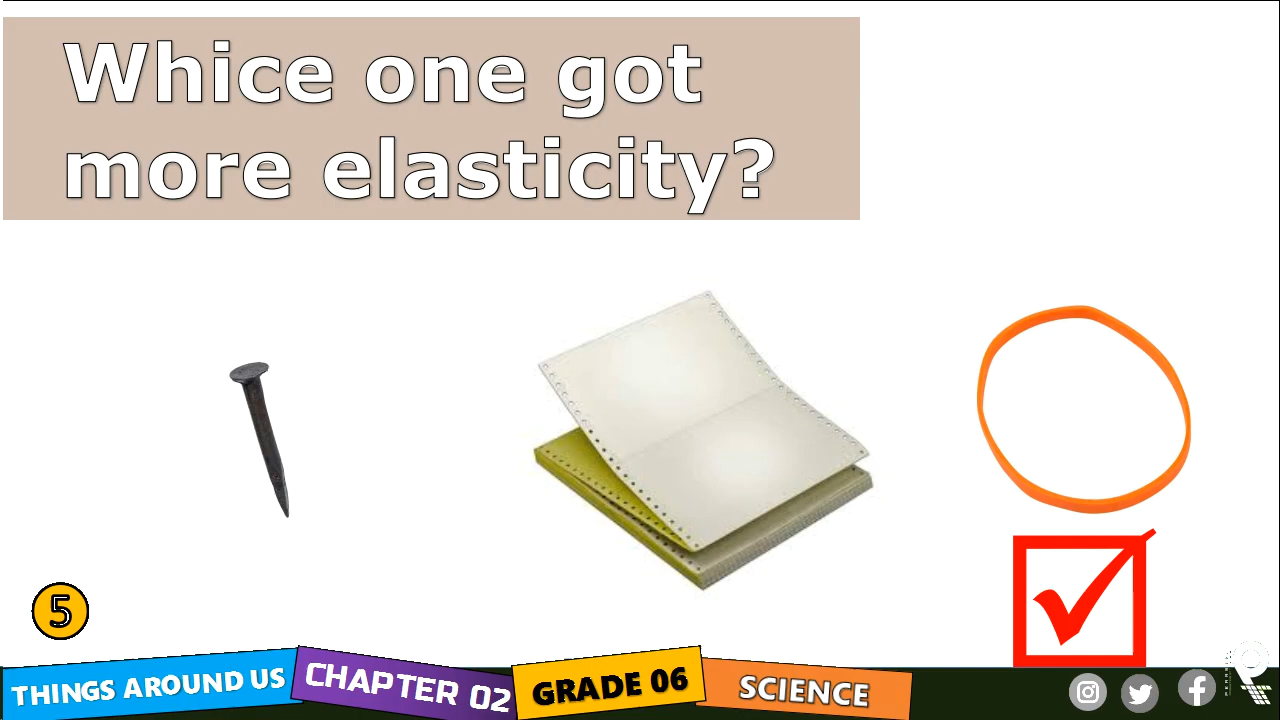 Whice one got
more elasticity?
5
THINGS AROUND US
CHAPTER 02
GRADE 06
SCIENCE